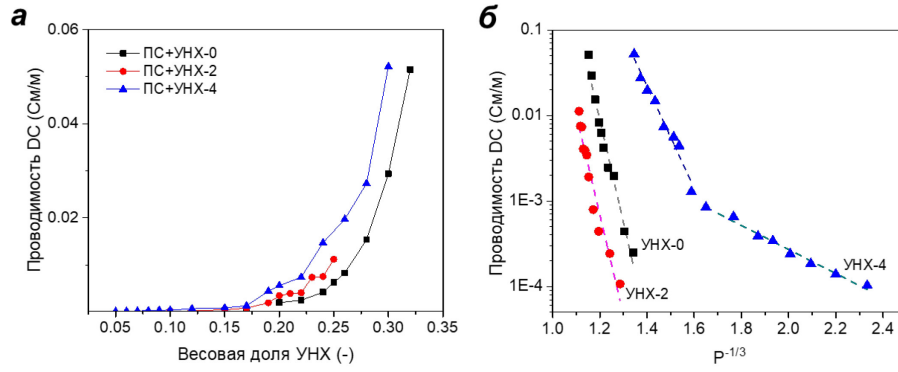 а
Проводимость DC (См/м)
0.06
0.04
0.02
ПС+УНХ-0
ПС+УНХ-2
ПС+УНХ-4
0.05 0.10 0.15 0.20 0.25 0.30 0.35
Весовая доля УНХ (-)
б
Проводимость DC (См/м)
0.1
0.01
1E-3
1E-4
УНХ-0
УНХ-2
УНХ-4
1.0 1.2 1.4 1.6 1.8 2.0 2.2 2.4
P^-1/3